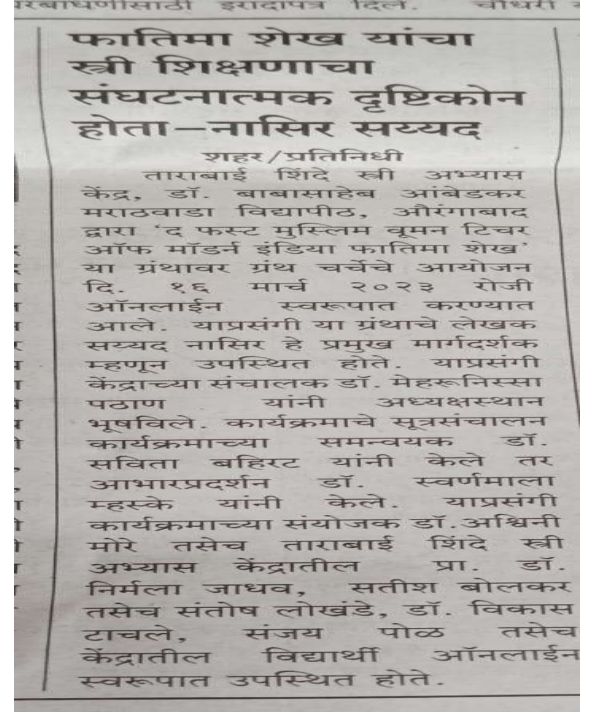 इरादापत्र दिले. चौधरी
फातिमा शेख यांचा
स्त्री शिक्षणाचा
संघटनात्मक दृष्टिकोन
होता–नासिर सय्यद
शहर/प्रतिनिधी
ताराबाई शिंदे स्त्री अभ्यास
केंद्र, डॉ. बाबासाहेब आंबेडकर
मराठवाडा विद्यापीठ, औरंगाबाद
द्वारा 'द फस्ट मुस्लिम वूमन टिचर
ऑफ मॉडर्न इंडिया फातिमा शेख'
या ग्रंथावर ग्रंथ चर्चेचे आयोजन
दि. १६ मार्च २०२३ रोजी
ऑनलाईन स्वरूपात करण्यात
आले. याप्रसंगी या ग्रंथाचे लेखक
सय्यद नासिर हे प्रमुख मार्गदर्शक
म्हणून उपस्थित होते. याप्रसंगी
केंद्राच्या संचालक डॉ. मेहरूनिस्सा
पठाण यांनी अध्यक्षस्थान
भूषविले. कार्यक्रमाचे सूत्रसंचालन
कार्यक्रमाच्या समन्वयक डॉ.
सविता बहिरट यांनी केले तर
आभारप्रदर्शन डॉ. स्वर्णमाला
म्हस्के यांनी केले. याप्रसंगी
कार्यक्रमाच्या संयोजक डॉ.अश्विनी
मोरे तसेच ताराबाई शिंदे स्त्री
अभ्यास केंद्रातील प्रा. डॉ.
निर्मला जाधव, सतीश बोलकर
तसेच संतोष लोखंडे, डॉ. विकास
टाचले, संजय पोळ तसेच
केंद्रातील विद्यार्थी ऑनलाईन
स्वरूपात उपस्थित होते.